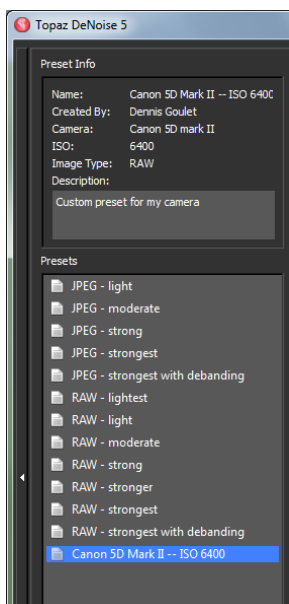 Topaz DeNoise 5
Preset Info
Name: Canon 5D Mark II -- ISO 6400
Created By: Dennis Goulet
Camera: Canon 5D mark II
ISO: 6400
Image Type: RAW
Description:
Custom preset for my camera
Presets
JPEG - light
JPEG - moderate
JPEG - strong
JPEG - strongest
JPEG - strongest with debanding
RAW - lightest
RAW - light
RAW - moderate
RAW - strong
RAW - stronger
RAW - strongest
RAW - strongest with debanding
Canon 5D Mark II -- ISO 6400